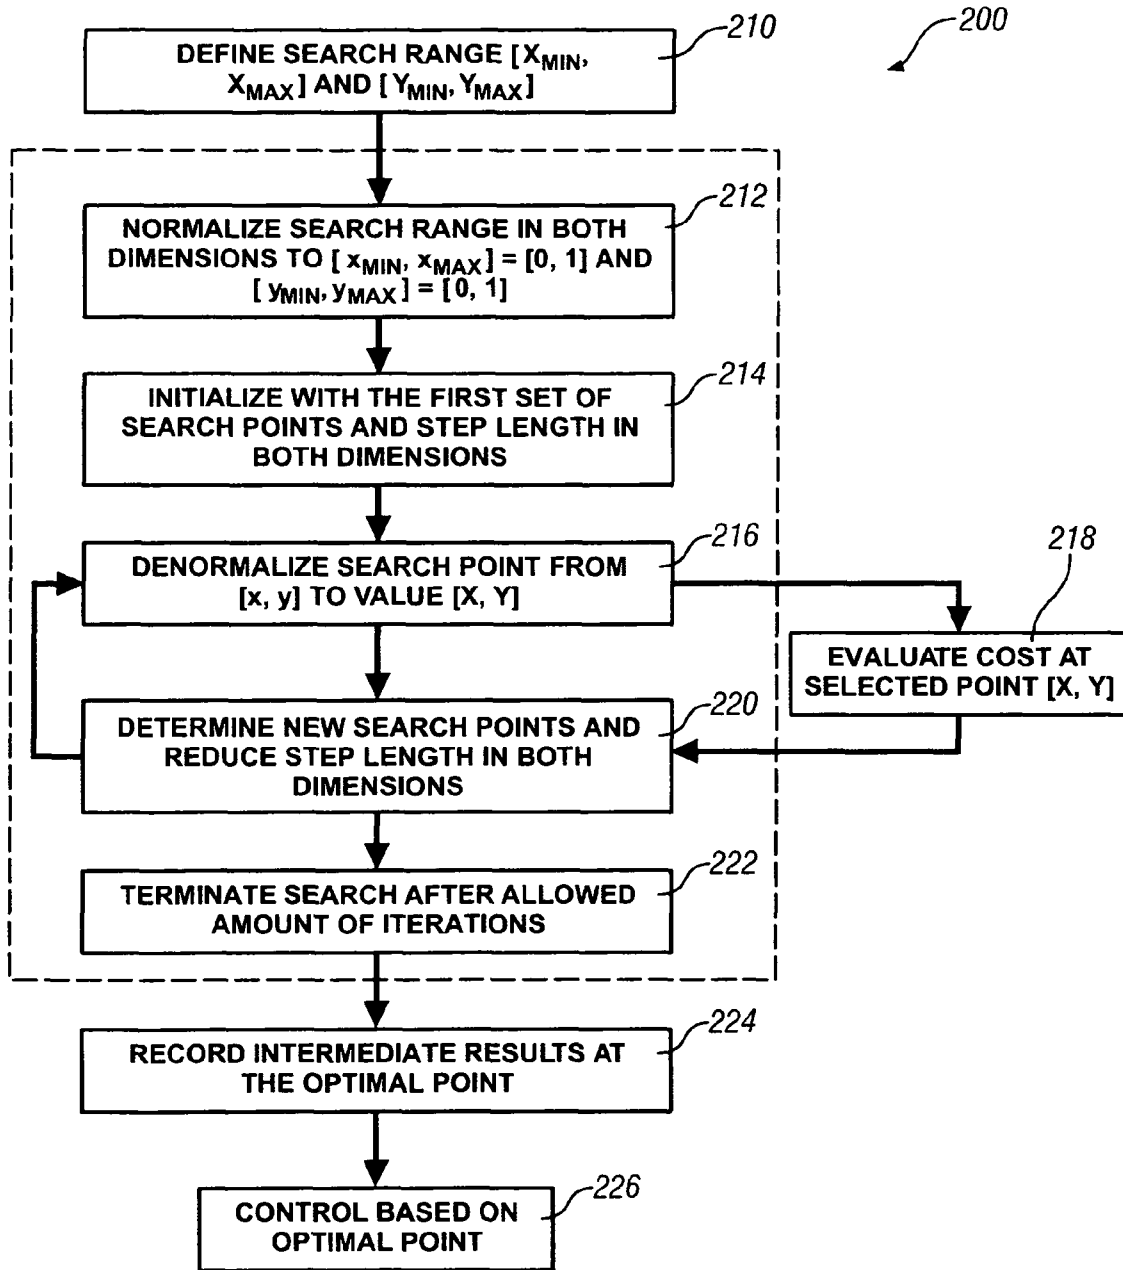 200
210
DEFINE SEARCH RANGE [XMIN,
XMAX] AND [YMIN, YMAX]
212
NORMALIZE SEARCH RANGE IN BOTH
DIMENSIONS TO [xMIN, xMAX] = [0, 1] AND
[yMIN, yMAX] = [0, 1]
214
INITIALIZE WITH THE FIRST SET OF
SEARCH POINTS AND STEP LENGTH IN
BOTH DIMENSIONS
216
DENORMALIZE SEARCH POINT FROM
[x, y] TO VALUE [X, Y]
218
EVALUATE COST AT
SELECTED POINT [X, Y]
220
DETERMINE NEW SEARCH POINTS AND
REDUCE STEP LENGTH IN BOTH
DIMENSIONS
222
TERMINATE SEARCH AFTER ALLOWED
AMOUNT OF ITERATIONS
224
RECORD INTERMEDIATE RESULTS AT
THE OPTIMAL POINT
226
CONTROL BASED ON
OPTIMAL POINT